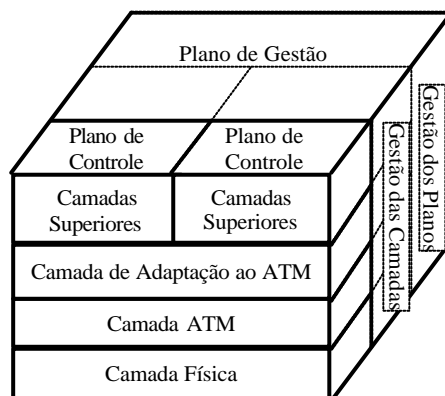 Plano de Gestão
Plano de
Controle
Plano de
Controle
Camadas
Superiores
Camadas
Superiores
Camada de Adaptação ao ATM
Camada ATM
Camada Física
Gestão das Camadas
Gestão dos Planos